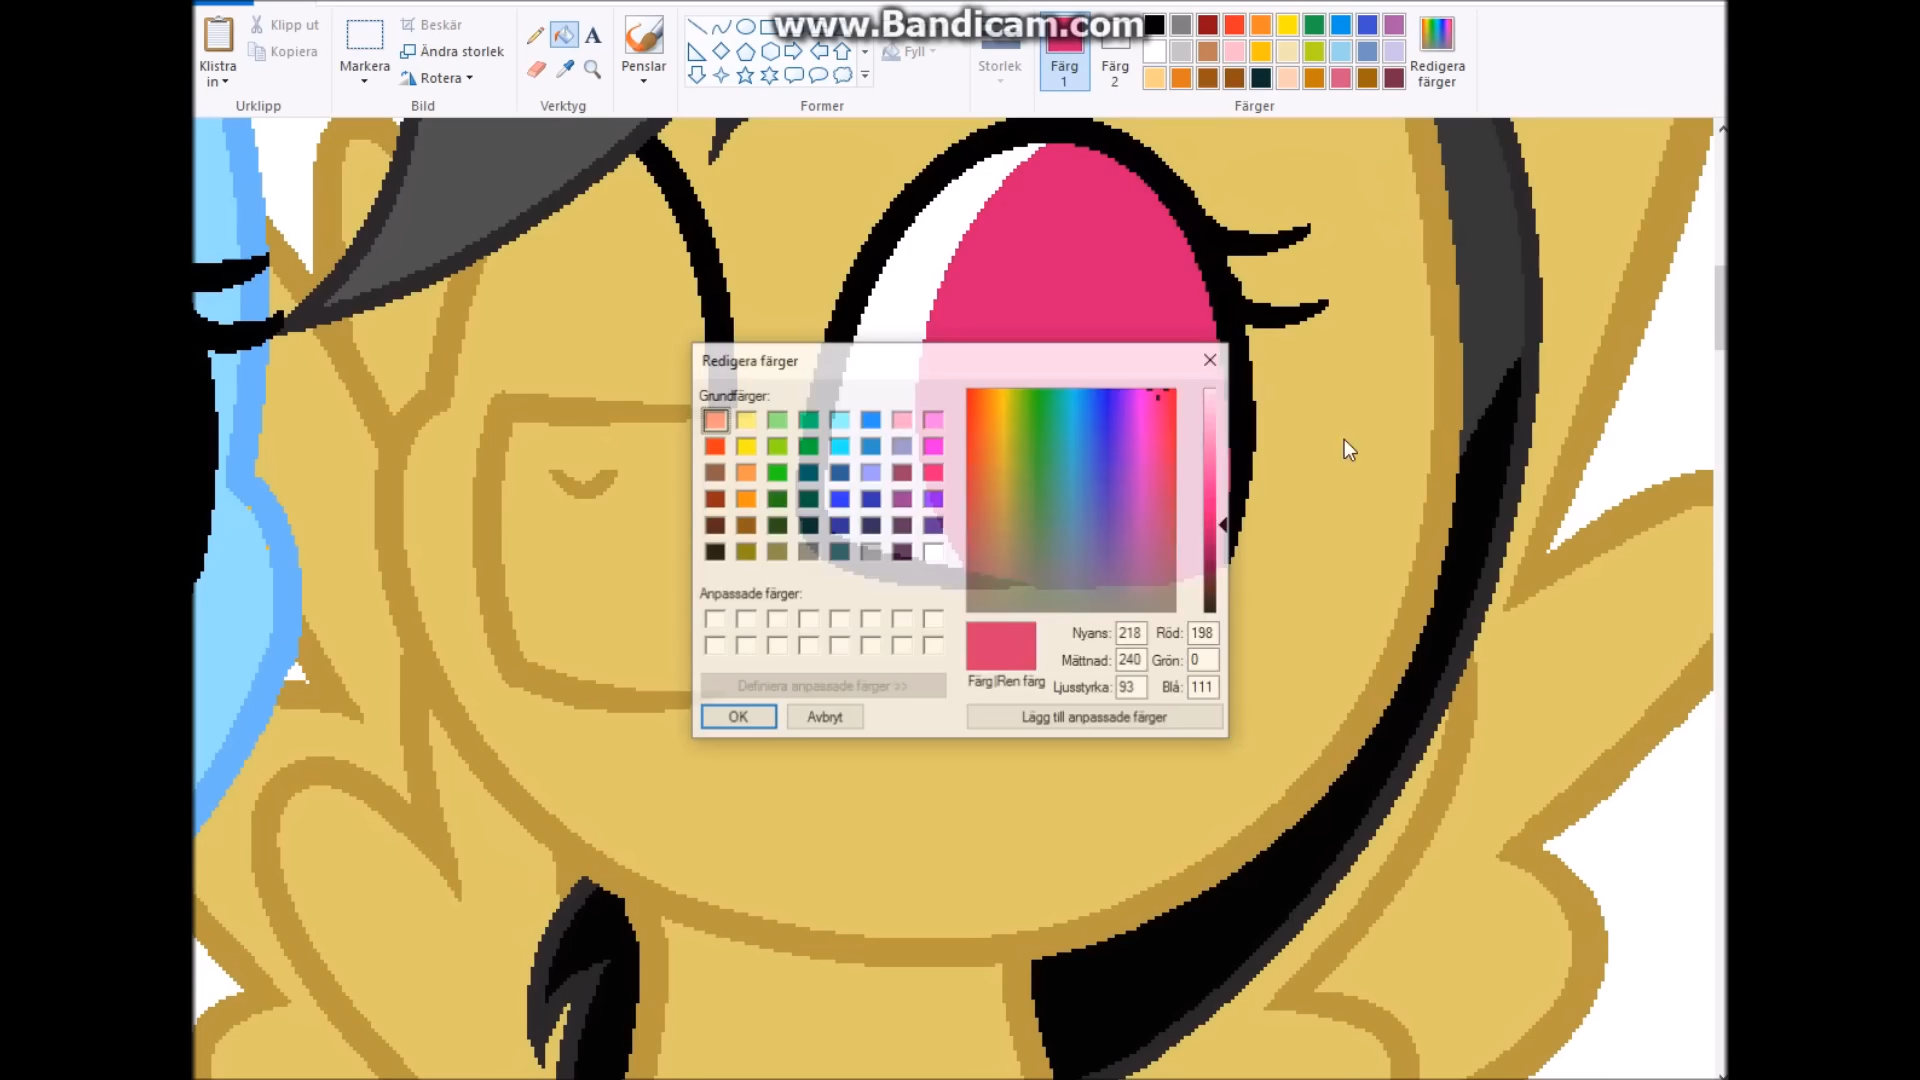 www.Bandicam.com
Klistra in
Klipp ut
Kopiera
Urklipp
Markera
Beskär
Ändra storlek
Rotera
Bild
A
Verktyg
Penslar
Fyll
Former
Storlek
Färg 1
Färg 2
Redigera färger
Färger
Redigera färger
Grundfärger:
Anpassade färger:
Definiera anpassade färger >>
OK
Avbryt
Färg|Ren färg
Nyans: 218
Röd: 198
Mättnad: 240
Grön: 0
Ljusstyrka: 93
Blå: 111
Lägg till anpassade färger